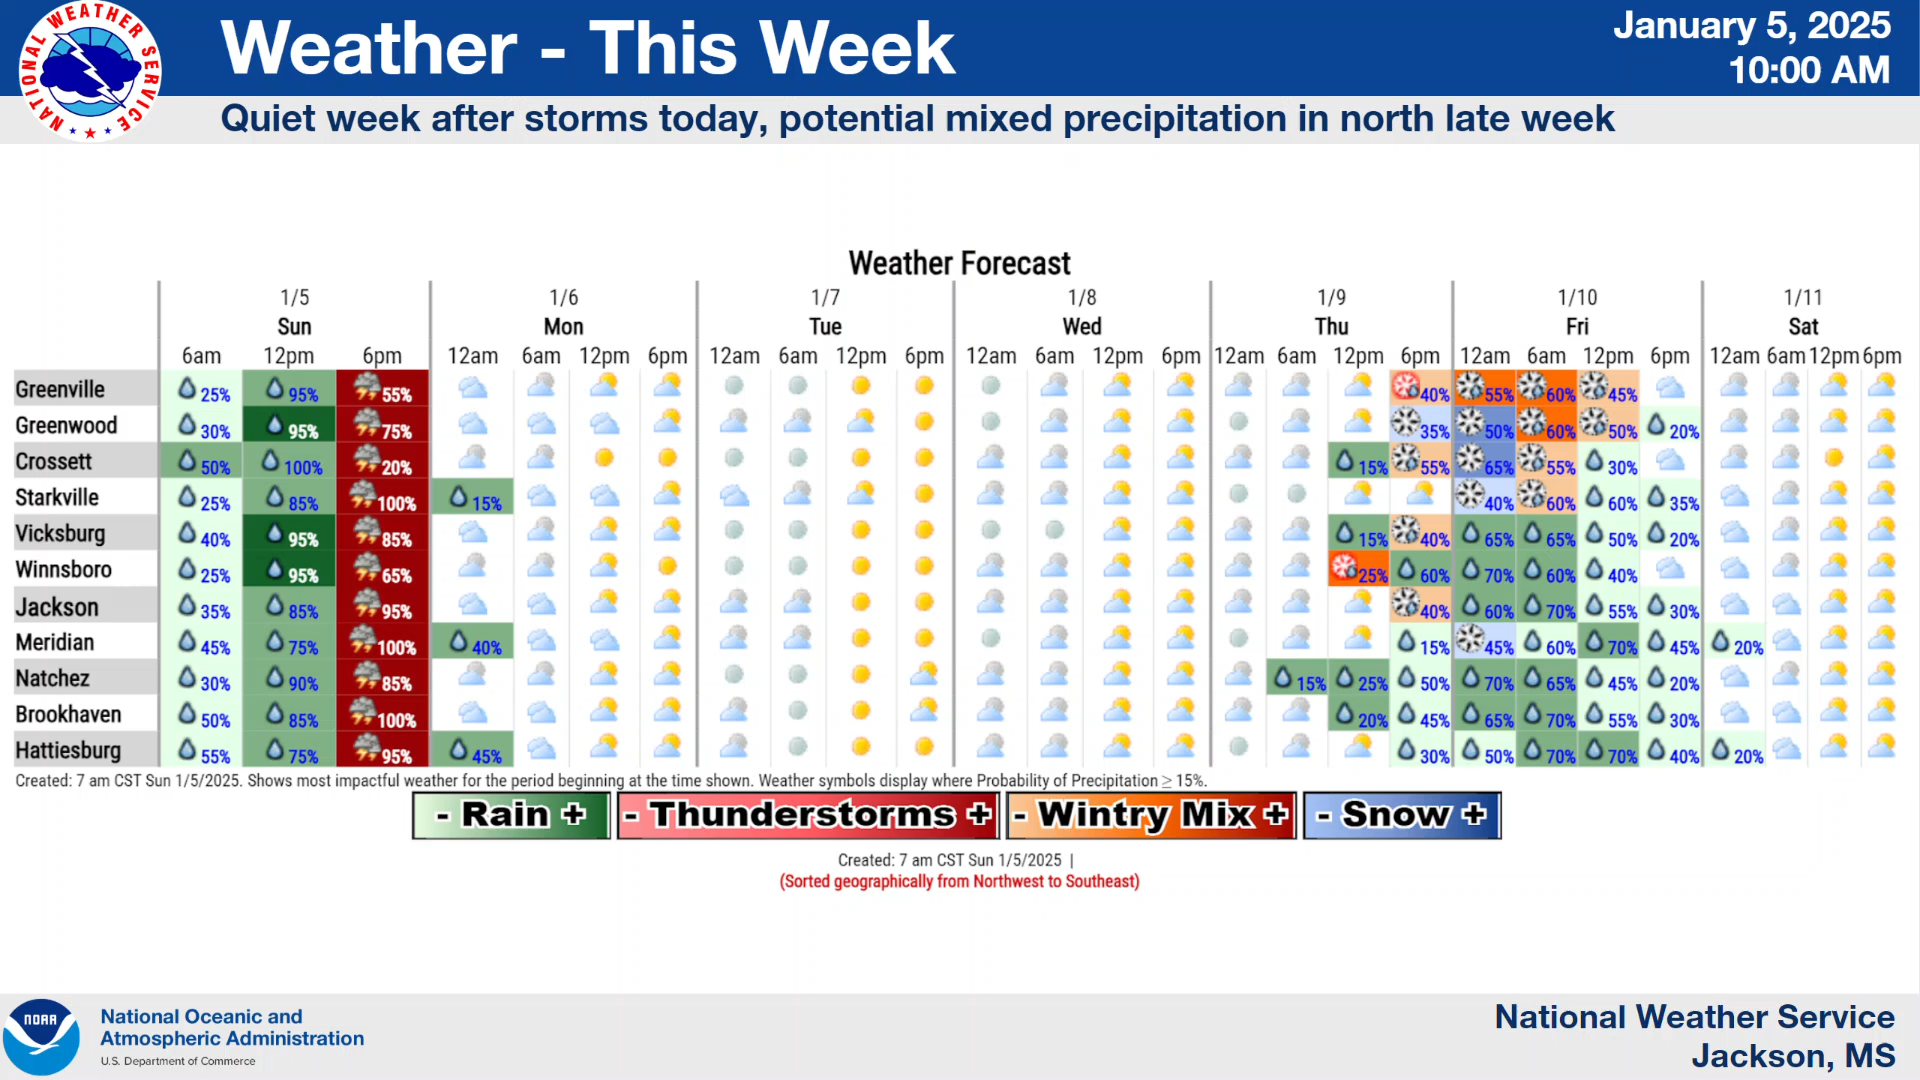 NATIONAL WEATHER SERVICE
Weather - This Week
January 5, 2025
10:00 AM
Quiet week after storms today, potential mixed precipitation in north late week
Weather Forecast
1/5 1/6 1/7 1/8 1/9 1/10 1/11
Sun Mon Tue Wed Thu Fri Sat
6am 12pm 6pm 12am 6am 12pm 6pm 12am 6am 12pm 6pm 12am 6am 12pm 6pm 12am 6am 12pm 6pm 12am 6am 12pm 6pm 12am 6am 12pm 6pm
Greenville 25% 95% 55% 40% 55% 60% 45%
Greenwood 30% 95% 75% 35% 50% 60% 50% 20%
Crossett 50% 100% 20% 15% 55% 65% 55% 30%
Starkville 25% 85% 100% 15% 40% 60% 60% 35%
Vicksburg 40% 95% 85% 15% 40% 65% 65% 50% 20%
Winnsboro 25% 95% 65% 25% 60% 70% 60% 40%
Jackson 35% 85% 95% 40% 60% 70% 55% 30%
Meridian 45% 75% 100% 40% 15% 45% 60% 70% 45% 20%
Natchez 30% 90% 85% 15% 25% 50% 70% 65% 45% 20%
Brookhaven 50% 85% 100% 20% 45% 65% 70% 55% 30%
Hattiesburg 55% 75% 95% 45% 30% 50% 70% 70% 40% 20%
Created: 7 am CST Sun 1/5/2025. Shows most impactful weather for the period beginning at the time shown. Weather symbols display where Probability of Precipitation ≥ 15%.
- Rain + - Thunderstorms + - Wintry Mix + - Snow +
Created: 7 am CST Sun 1/5/2025 |
(Sorted geographically from Northwest to Southeast)
NOAA
National Oceanic and
Atmospheric Administration
U.S. Department of Commerce
National Weather Service
Jackson, MS